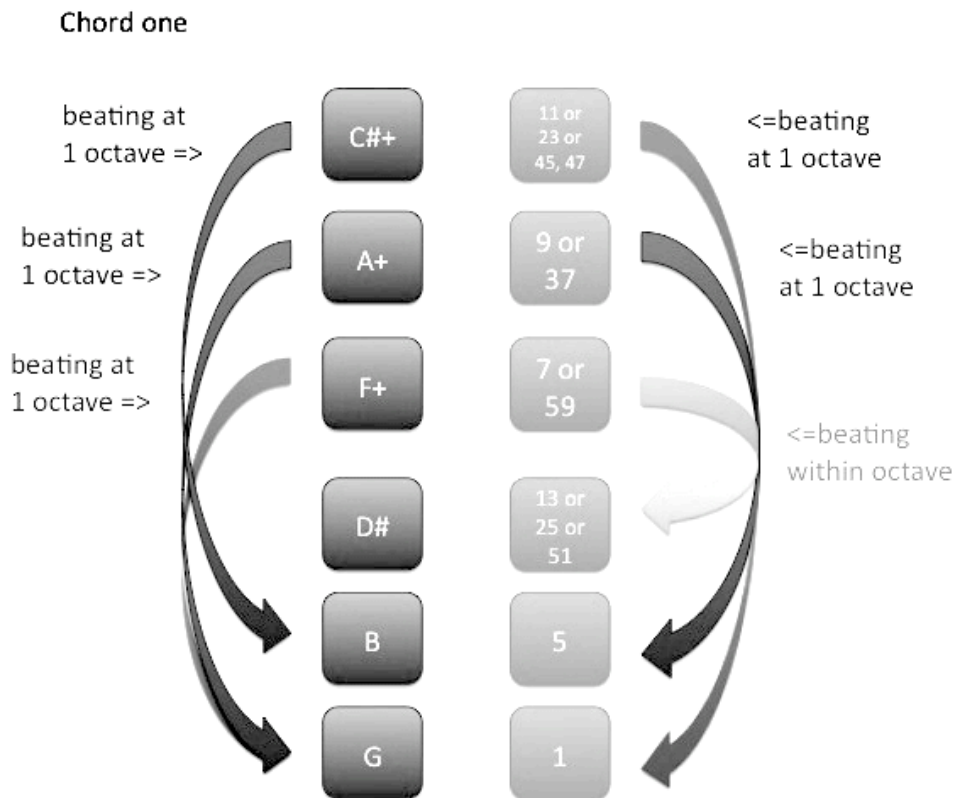 Chord one
beating at
1 octave =>
C#+
11 or
23 or
45, 47
<=beating
at 1 octave
beating at
1 octave =>
A+
9 or
37
<=beating
at 1 octave
beating at
1 octave =>
F+
7 or
59
<=beating
within octave
D#
13 or
25 or
51
B
5
G
1